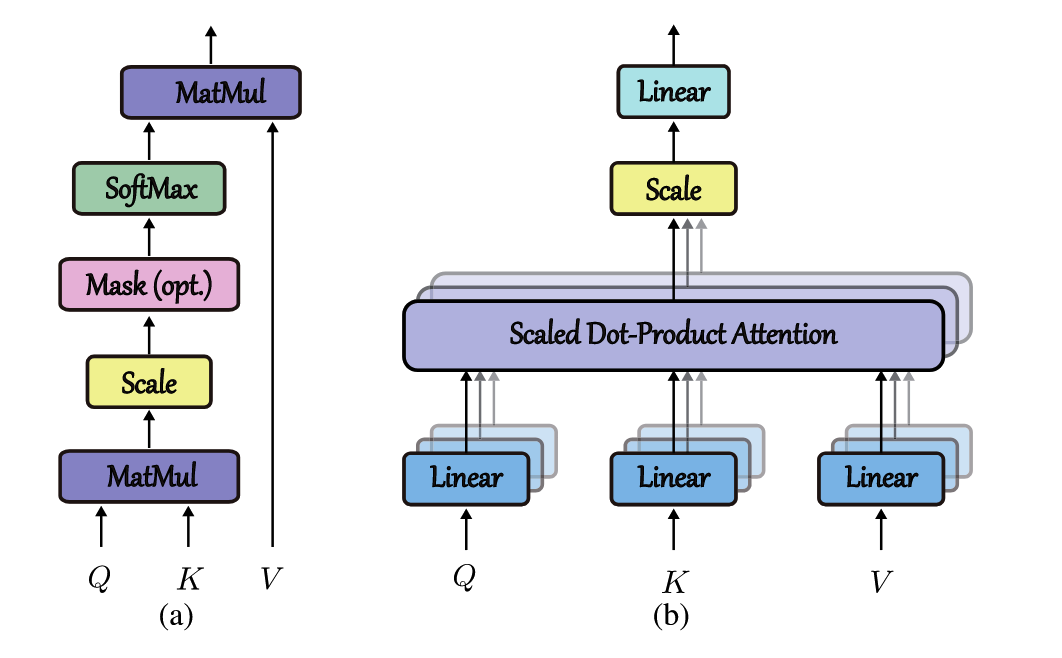 MatMul
SoftMax
Mask (opt.)
Scale
MatMul
Q K V
(a)
Linear
Scale
Scaled Dot-Product Attention
Linear Linear Linear
Q K V
(b)